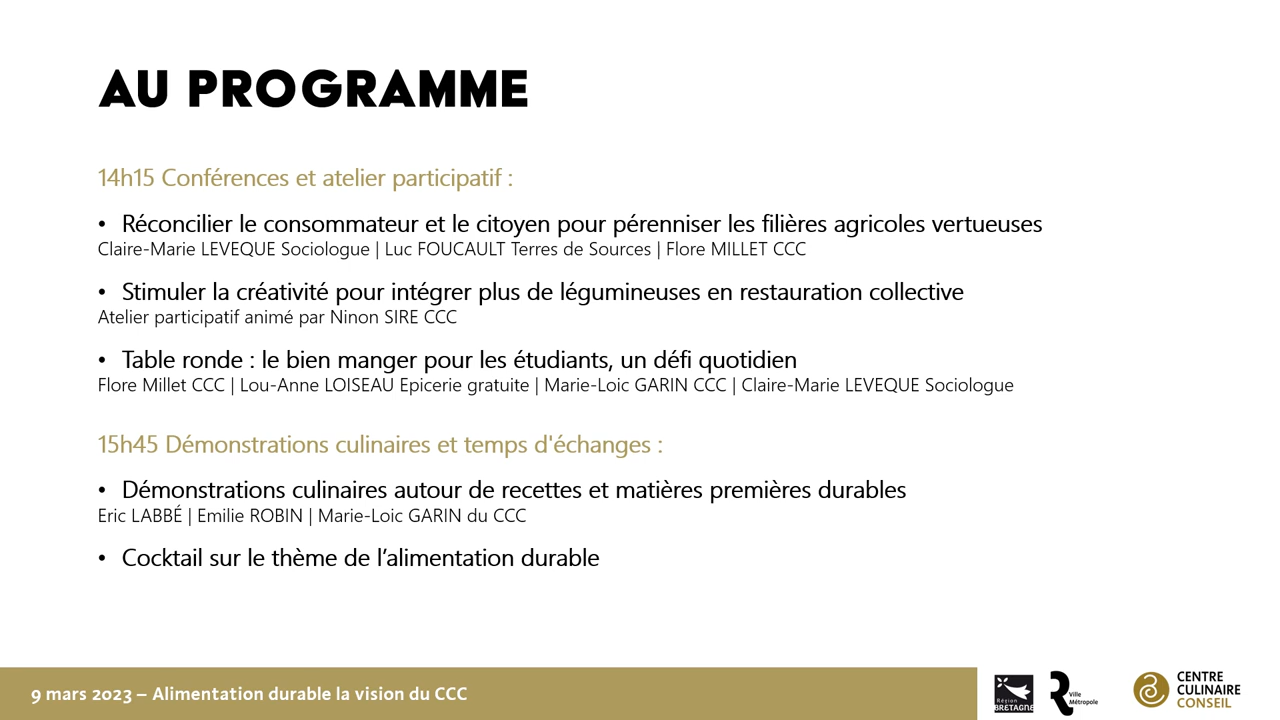 AU PROGRAMME
14h15 Conférences et atelier participatif :
• Réconcilier le consommateur et le citoyen pour pérenniser les filières agricoles vertueuses
Claire-Marie LEVEQUE Sociologue | Luc FOUCAULT Terres de Sources | Flore MILLET CCC
• Stimuler la créativité pour intégrer plus de légumineuses en restauration collective
Atelier participatif animé par Ninon SIRE CCC
• Table ronde : le bien manger pour les étudiants, un défi quotidien
Flore Millet CCC | Lou-Anne LOISEAU Epicerie gratuite | Marie-Loic GARIN CCC | Claire-Marie LEVEQUE Sociologue
15h45 Démonstrations culinaires et temps d'échanges :
• Démonstrations culinaires autour de recettes et matières premières durables
Eric LABBÉ | Emilie ROBIN | Marie-Loic GARIN du CCC
• Cocktail sur le thème de l’alimentation durable
9 mars 2023 – Alimentation durable la vision du CCC
Région
BRETAGNE
R
Ville
Métropole
CENTRE
CULINAIRE
CONSEIL